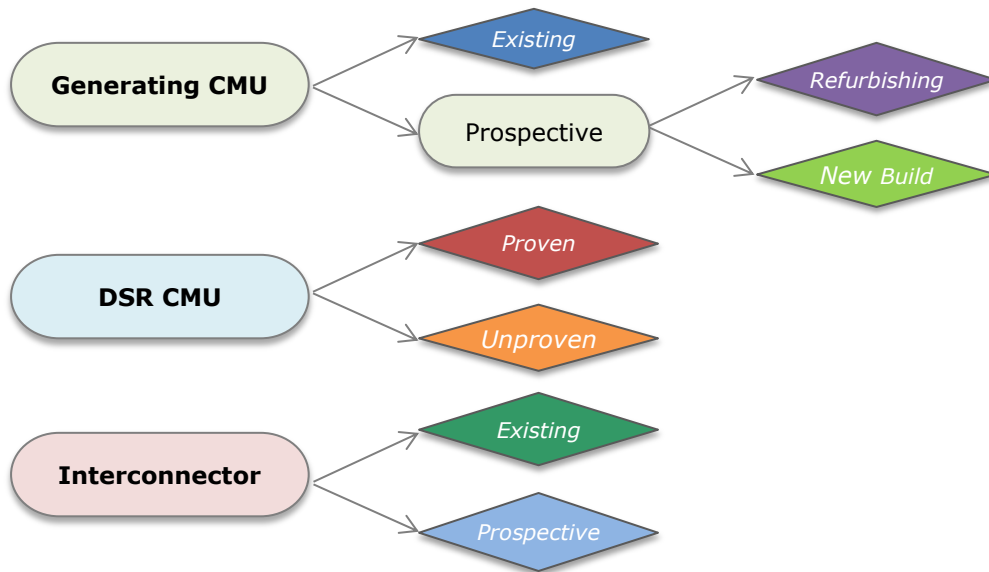 Existing
Generating CMU
Refurbishing
Prospective
New Build
Proven
DSR CMU
Unproven
Existing
Interconnector
Prospective